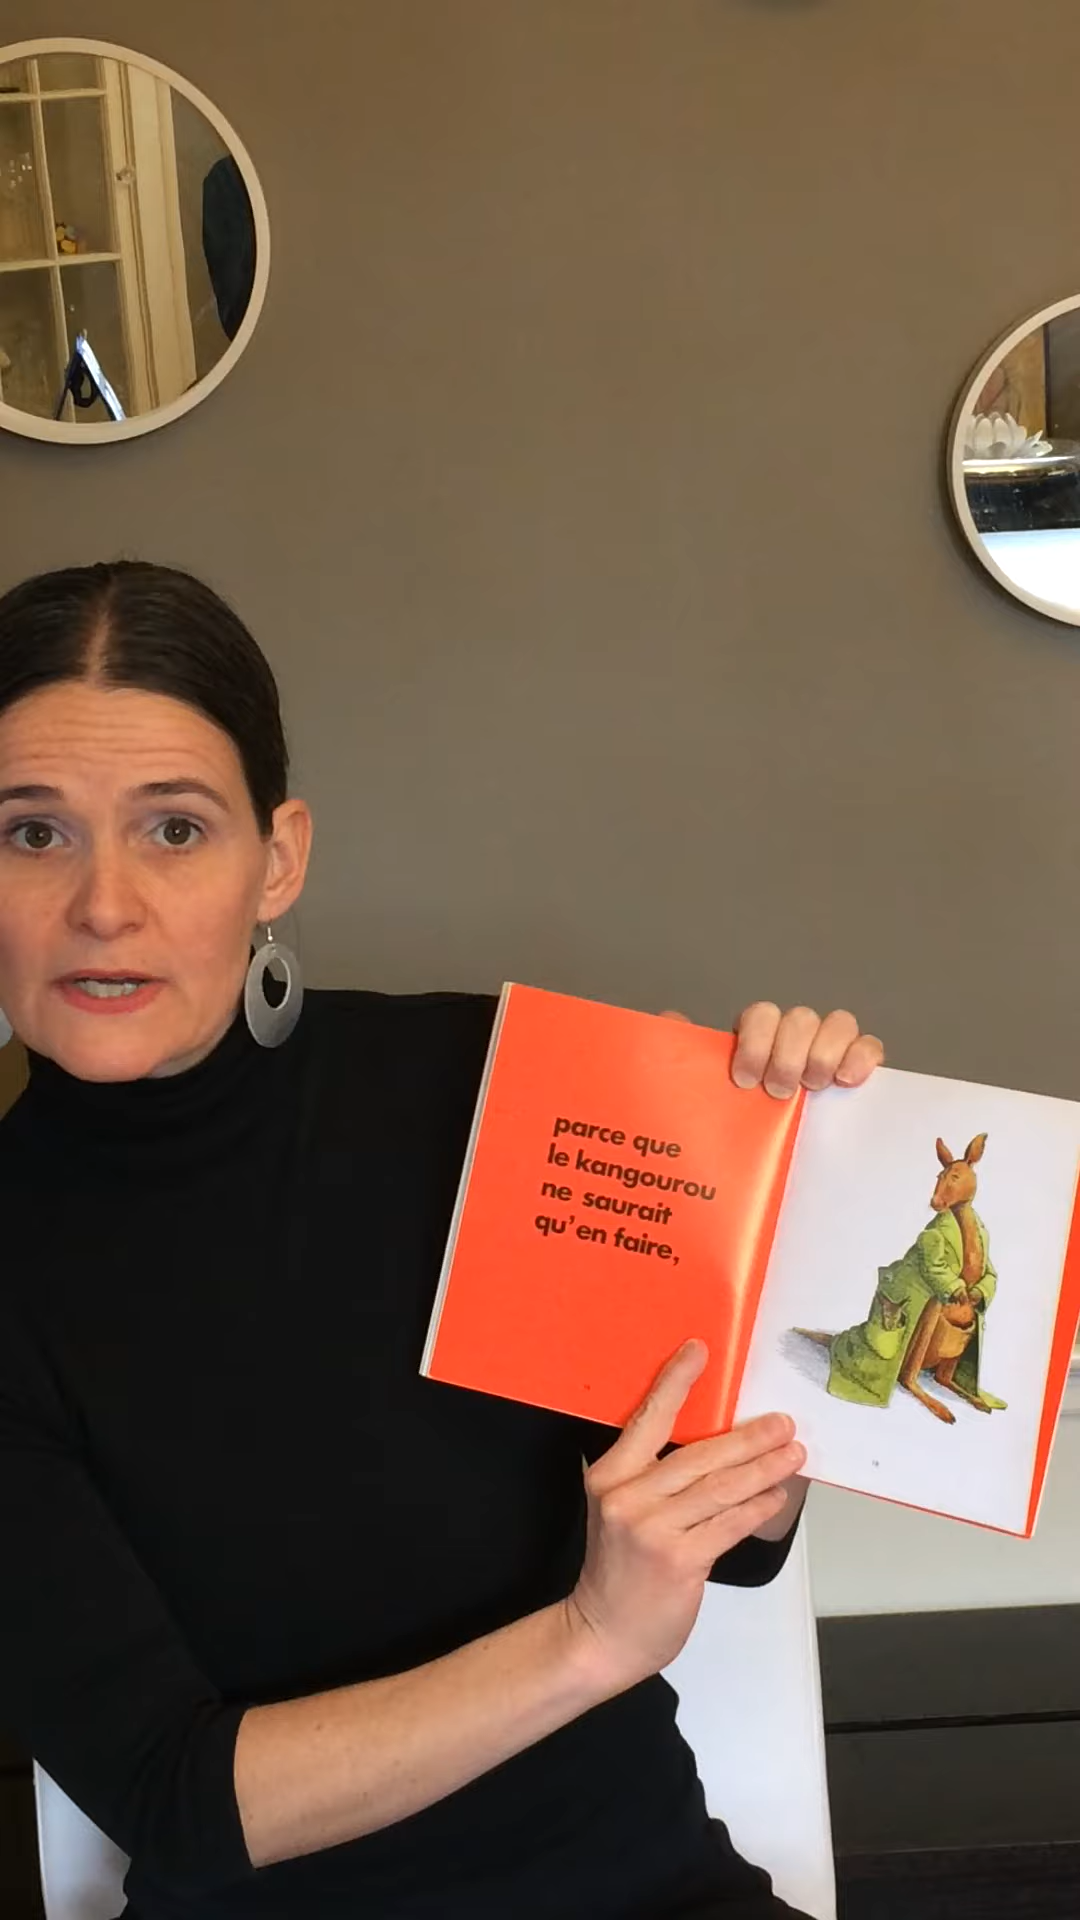 parce que
le kangourou
ne saurait
qu'en faire,